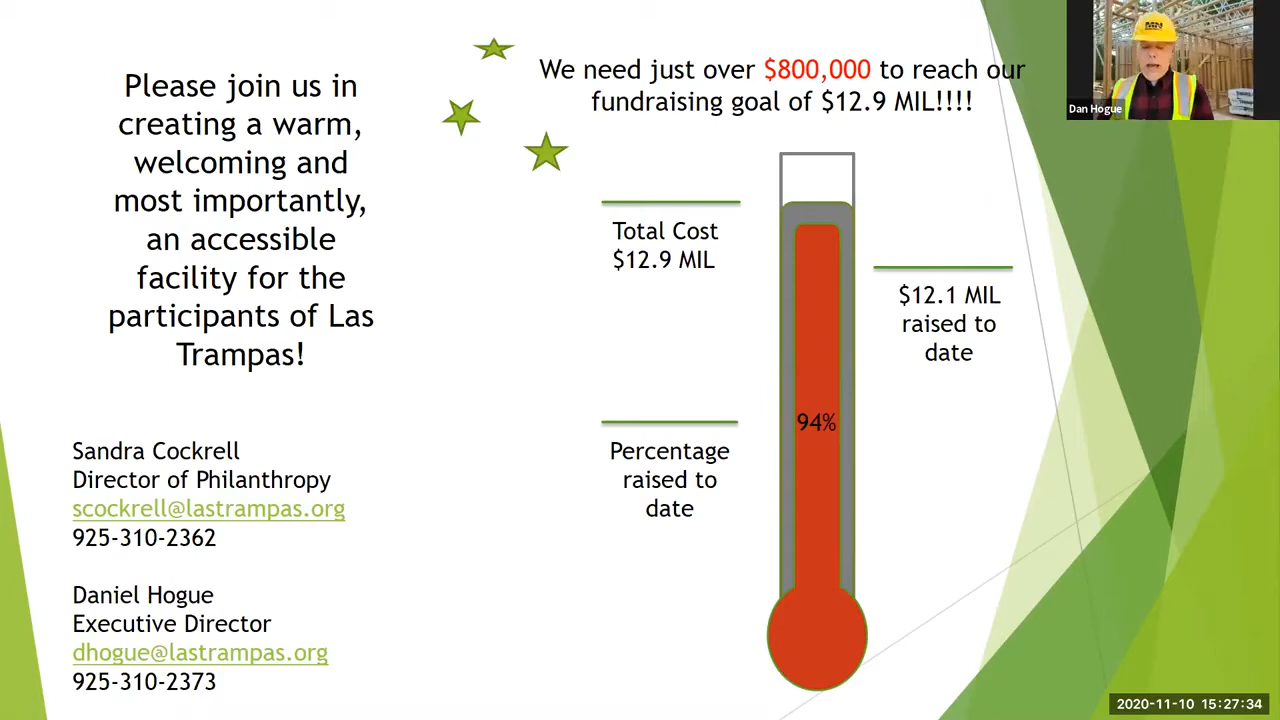 Please join us in
creating a warm,
welcoming and
most importantly,
an accessible
facility for the
participants of Las
Trampas!
Sandra Cockrell
Director of Philanthropy
scockrell@lastrampas.org
925-310-2362
Daniel Hogue
Executive Director
dhogue@lastrampas.org
925-310-2373
We need just over $800,000 to reach our
fundraising goal of $12.9 MIL!!!!
Total Cost
$12.9 MIL
$12.1 MIL
raised to
date
94%
Percentage
raised to
date
Dan Hogue
2020-11-10 15:27:34